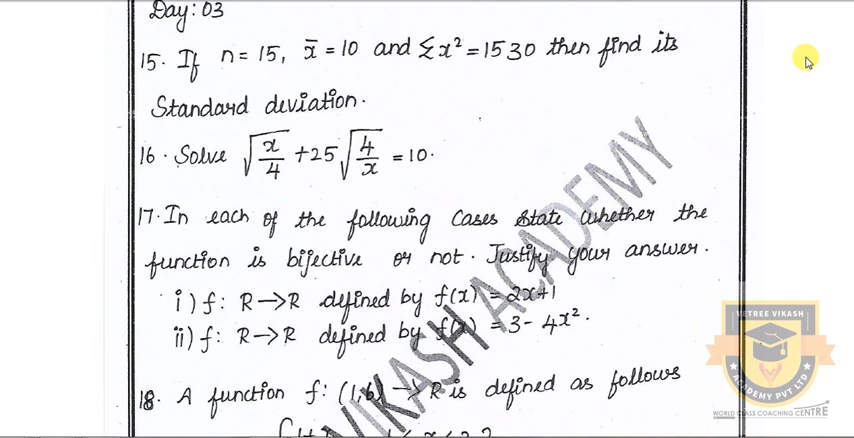 Day: 03
15. If n = 15, x̄ = 10 and Σx² = 1530 then find its
Standard deviation.
16. Solve √(x/4) + 25 √(4/x) = 10.
17. In each of the following Cases state whether the
function is bijective or not. Justify your answer.
i) f: R → R defined by f(x) = 2x+1
ii) f: R → R defined by f(x) = 3 - 4x².
18. A function f: (1,6) → R is defined as follows
VIKASH ACADEMY
VETREE VIKASH
ACADEMY PVT LTD
WORLD CLASS COACHING CENTRE